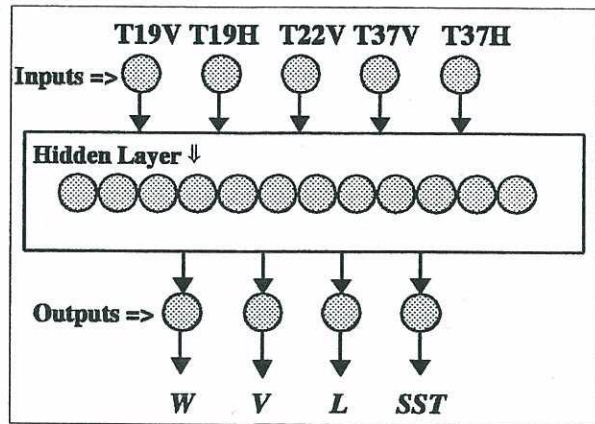 T19V T19H T22V T37V T37H
Inputs =>
Hidden Layer ⇓
Outputs =>
W V L SST